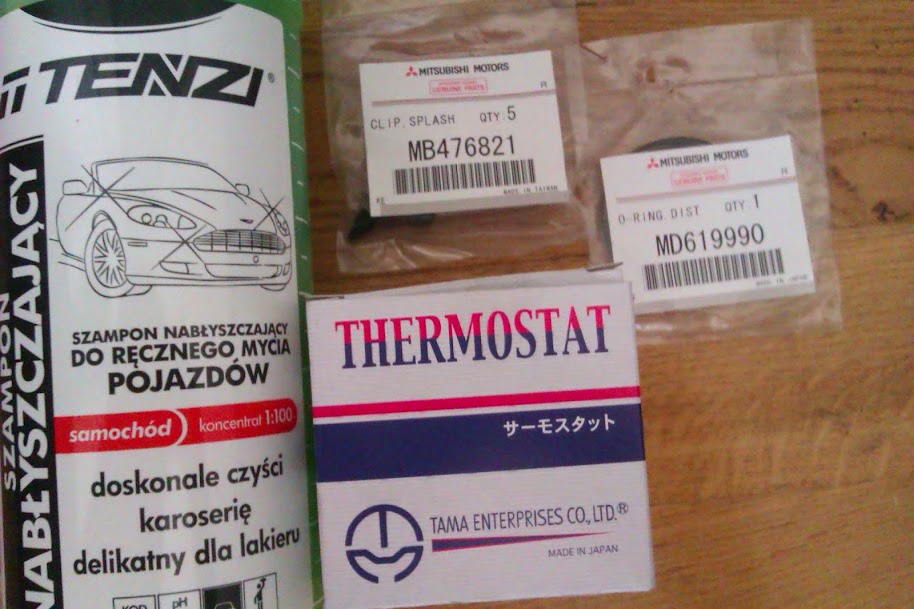 TENZI®
SZAMPON
NABŁYSZCZAJĄCY
SZAMPON NABŁYSZCZAJĄCY
DO RĘCZNEGO MYCIA
POJAZDÓW
samochód
koncentrat 1:100
doskonale czyści
karoserię
delikatny dla lakieru
pH
MITSUBISHI MOTORS
GENUINE PARTS
R
CLIP, SPLASH QTY. 5
MB476821
MADE IN TAIWAN
MITSUBISHI MOTORS
GENUINE PARTS
R
O-RING, DIST QTY. 1
MD619990
MADE IN JAPAN
THERMOSTAT
サーモスタット
TAMA ENTERPRISES CO., LTD.®
MADE IN JAPAN